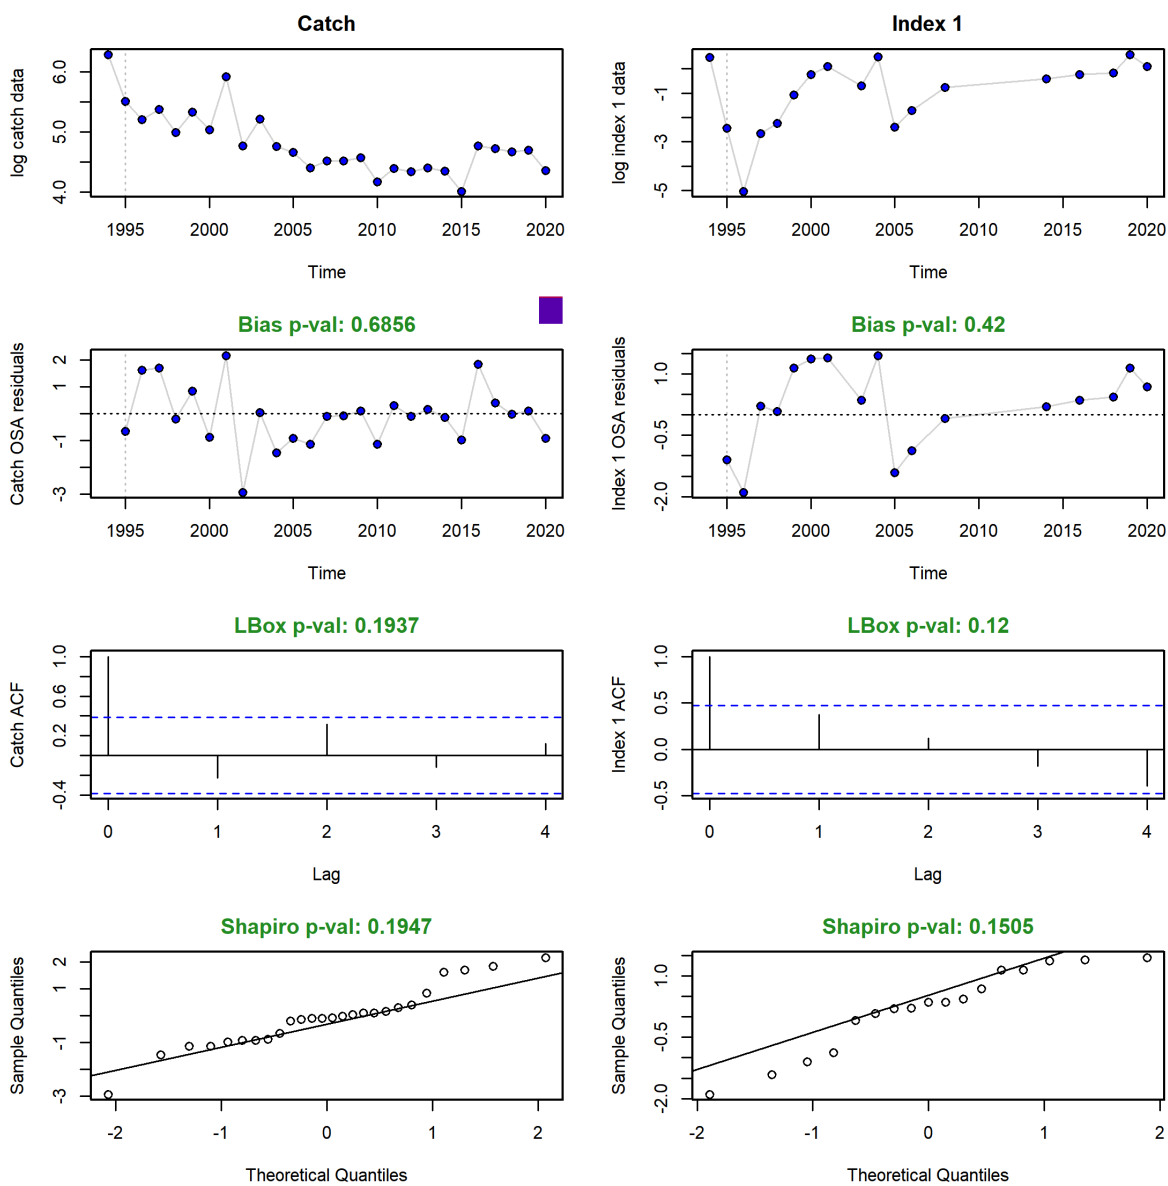 Catch
log catch data
6.0
5.0
4.0
1995 2000 2005 2010 2015 2020
Time
Index 1
log index 1 data
-1
-3
-5
1995 2000 2005 2010 2015 2020
Time
Bias p-val: 0.6856
Catch OSA residuals
2
1
-1
-3
1995 2000 2005 2010 2015 2020
Time
Bias p-val: 0.42
Index 1 OSA residuals
1.0
-0.5
-2.0
1995 2000 2005 2010 2015 2020
Time
LBox p-val: 0.1937
Catch ACF
1.0
0.6
0.2
-0.4
0 1 2 3 4
Lag
LBox p-val: 0.12
Index 1 ACF
1.0
0.5
0.0
-0.5
0 1 2 3 4
Lag
Shapiro p-val: 0.1947
Sample Quantiles
2
1
-1
-3
-2 -1 0 1 2
Theoretical Quantiles
Shapiro p-val: 0.1505
Sample Quantiles
1.0
-0.5
-2.0
-2 -1 0 1 2
Theoretical Quantiles